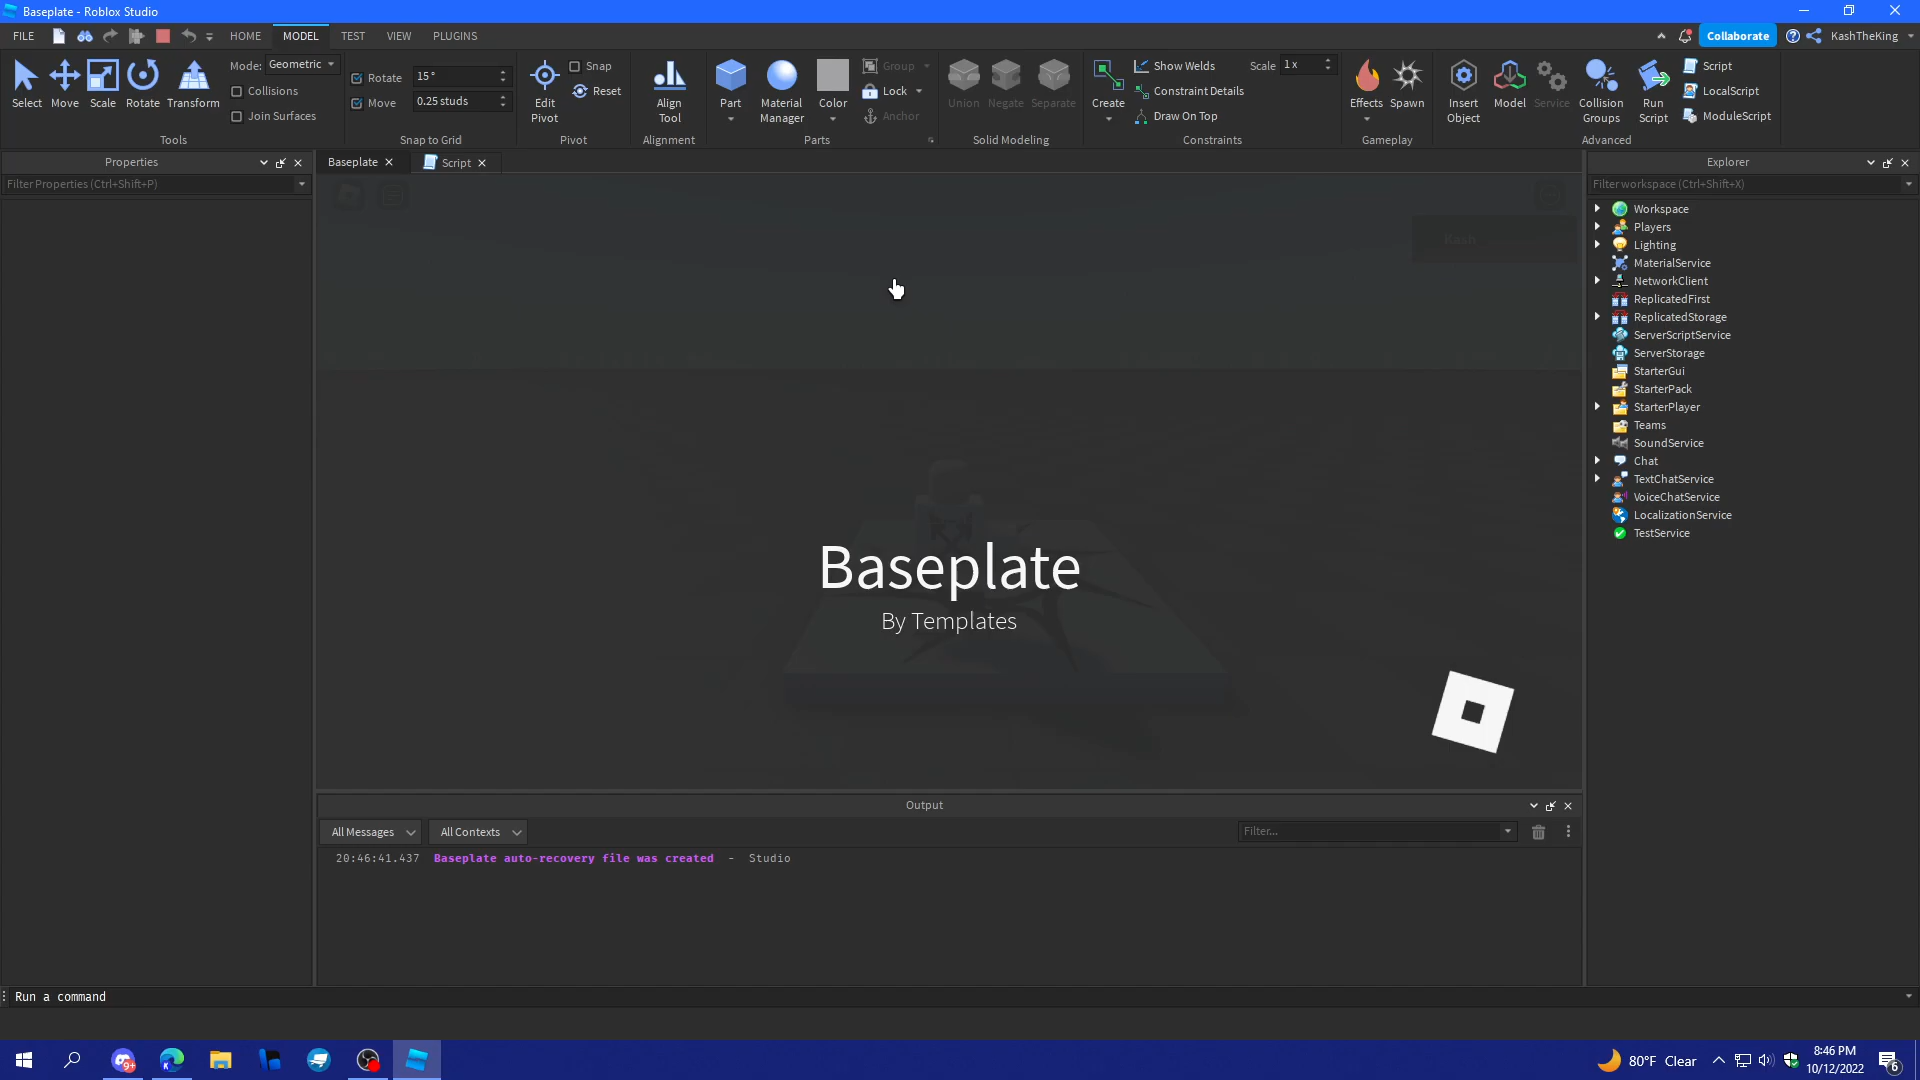 Baseplate - Roblox Studio
FILE HOME MODEL TEST VIEW PLUGINS Collaborate KashTheKing
Select Move Scale Rotate Transform
Mode: Geometric
Collisions
Join Surfaces
Tools
Rotate 15°
Move 0.25 studs
Snap to Grid
Edit Pivot
Snap
Reset
Pivot
Align Tool
Alignment
Part Material Manager Color
Group
Lock
Anchor
Parts
Union Negate Separate
Solid Modeling
Create
Show Welds
Constraint Details
Draw On Top
Scale 1 x
Constraints
Effects Spawn
Gameplay
Insert Object Model Service Collision Groups Run Script
Script
LocalScript
ModuleScript
Advanced
Properties
Filter Properties (Ctrl+Shift+P)
Baseplate Script
Kash
Baseplate
By Templates
Explorer
Filter workspace (Ctrl+Shift+X)
Workspace
Players
Lighting
MaterialService
NetworkClient
ReplicatedFirst
ReplicatedStorage
ServerScriptService
ServerStorage
StarterGui
StarterPack
StarterPlayer
Teams
SoundService
Chat
TextChatService
VoiceChatService
LocalizationService
TestService
Output
All Messages All Contexts Filter...
20:46:41.437 Baseplate auto-recovery file was created - Studio
Run a command
9+
80°F Clear
8:46 PM
10/12/2022
6